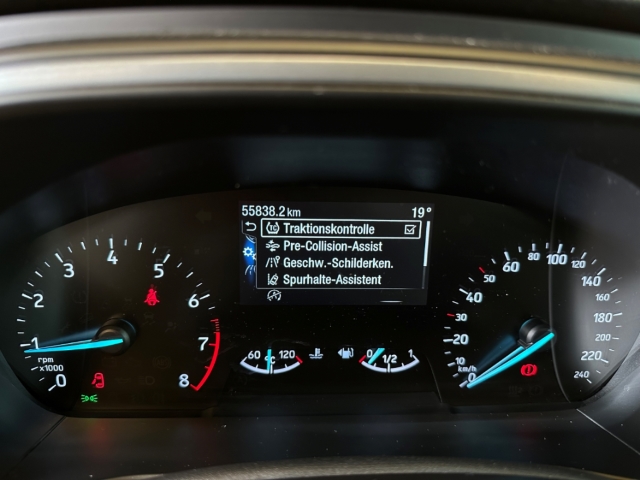 55838.2 km 19°
Traktionskontrolle
Pre-Collision-Assist
Geschw.-Schilderken.
Spurhalte-Assistent
0 1 2 3 4 5 6 7 8
rpm
x1000
60 °C 120
0 1/2 1
0 10 20 30 40 50 60 80 100 120 140 160 180 200 220 240
km/h